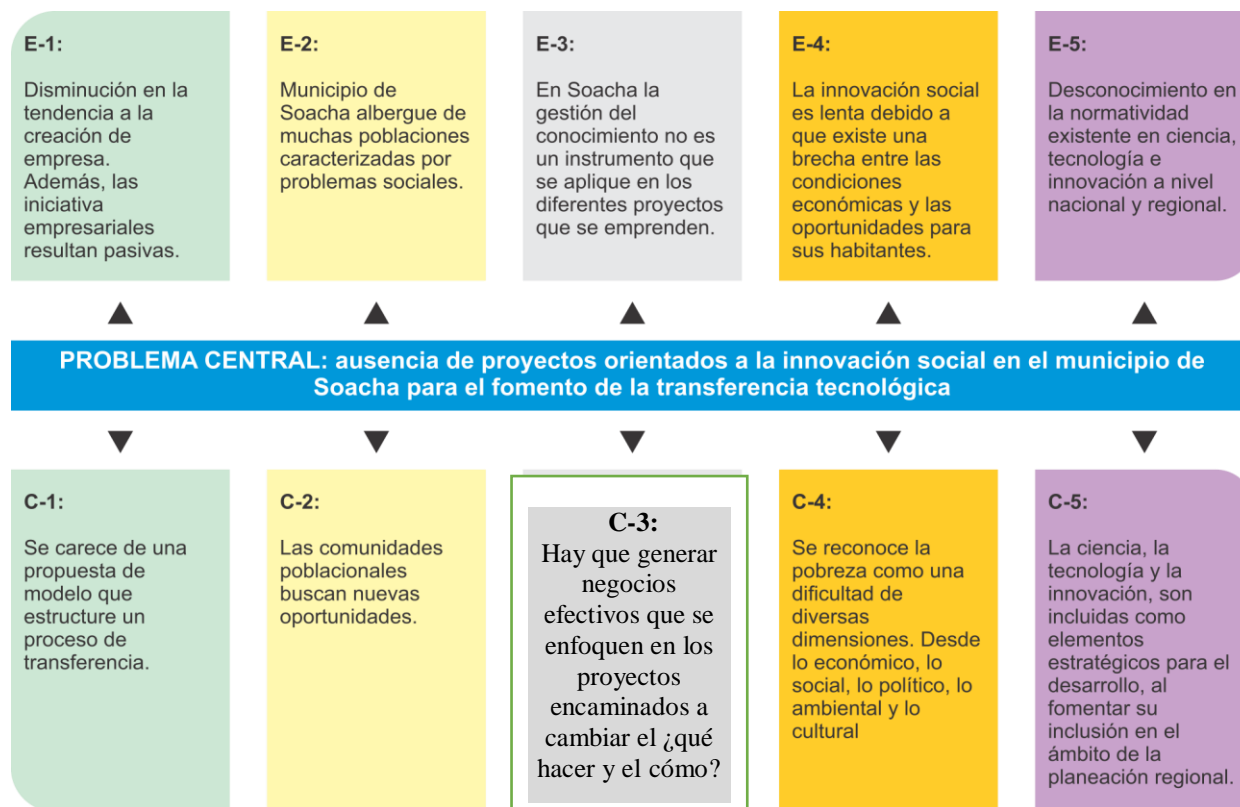 E-1:
Disminución en la
tendencia a la
creación de
empresa.
Además, las
iniciativa
empresariales
resultan pasivas.
E-2:
Municipio de
Soacha albergue de
muchas poblaciones
caracterizadas por
problemas sociales.
E-3:
En Soacha la
gestión del
conocimiento no es
un instrumento que
se aplique en los
diferentes proyectos
que se emprenden.
E-4:
La innovación social
es lenta debido a
que existe una
brecha entre las
condiciones
económicas y las
oportunidades para
sus habitantes.
E-5:
Desconocimiento en
la normatividad
existente en ciencia,
tecnología e
innovación a nivel
nacional y regional.
PROBLEMA CENTRAL: ausencia de proyectos orientados a la innovación social en el municipio de
Soacha para el fomento de la transferencia tecnológica
C-1:
Se carece de una
propuesta de
modelo que
estructure un
proceso de
transferencia.
C-2:
Las comunidades
poblacionales
buscan nuevas
oportunidades.
C-3:
Hay que generar
negocios
efectivos que se
enfoquen en los
proyectos
encaminados a
cambiar el ¿qué
hacer y el cómo?
C-4:
Se reconoce la
pobreza como una
dificultad de
diversas
dimensiones. Desde
lo económico, lo
social, lo político, lo
ambiental y lo
cultural
C-5:
La ciencia, la
tecnología y la
innovación, son
incluidas como
elementos
estratégicos para el
desarrollo, al
fomentar su
inclusión en el
ámbito de la
planeación regional.